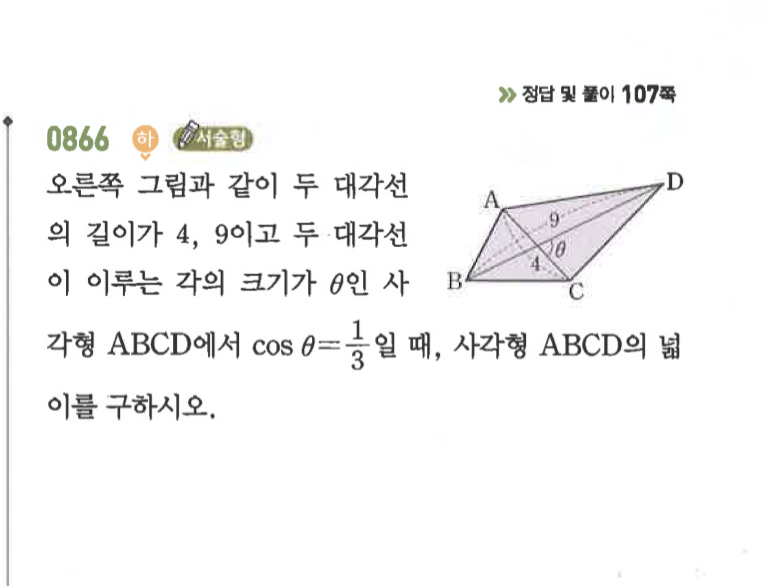 정답 및 풀이 107쪽
0866 하 서술형
오른쪽 그림과 같이 두 대각선
의 길이가 4, 9이고 두 대각선
이 이루는 각의 크기가 θ인 사
각형 ABCD에서 cos θ=1/3일 때, 사각형 ABCD의 넓
이를 구하시오.
A
D
9
θ
4
B
C